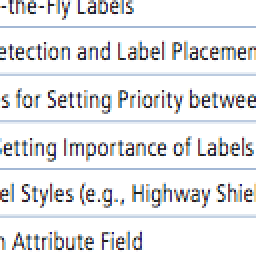 -the-Fly Labels
etection and Label Placemen
s for Setting Priority betwee
Setting Importance of Labels
el Styles (e.g., Highway Shiel
n Attribute Field